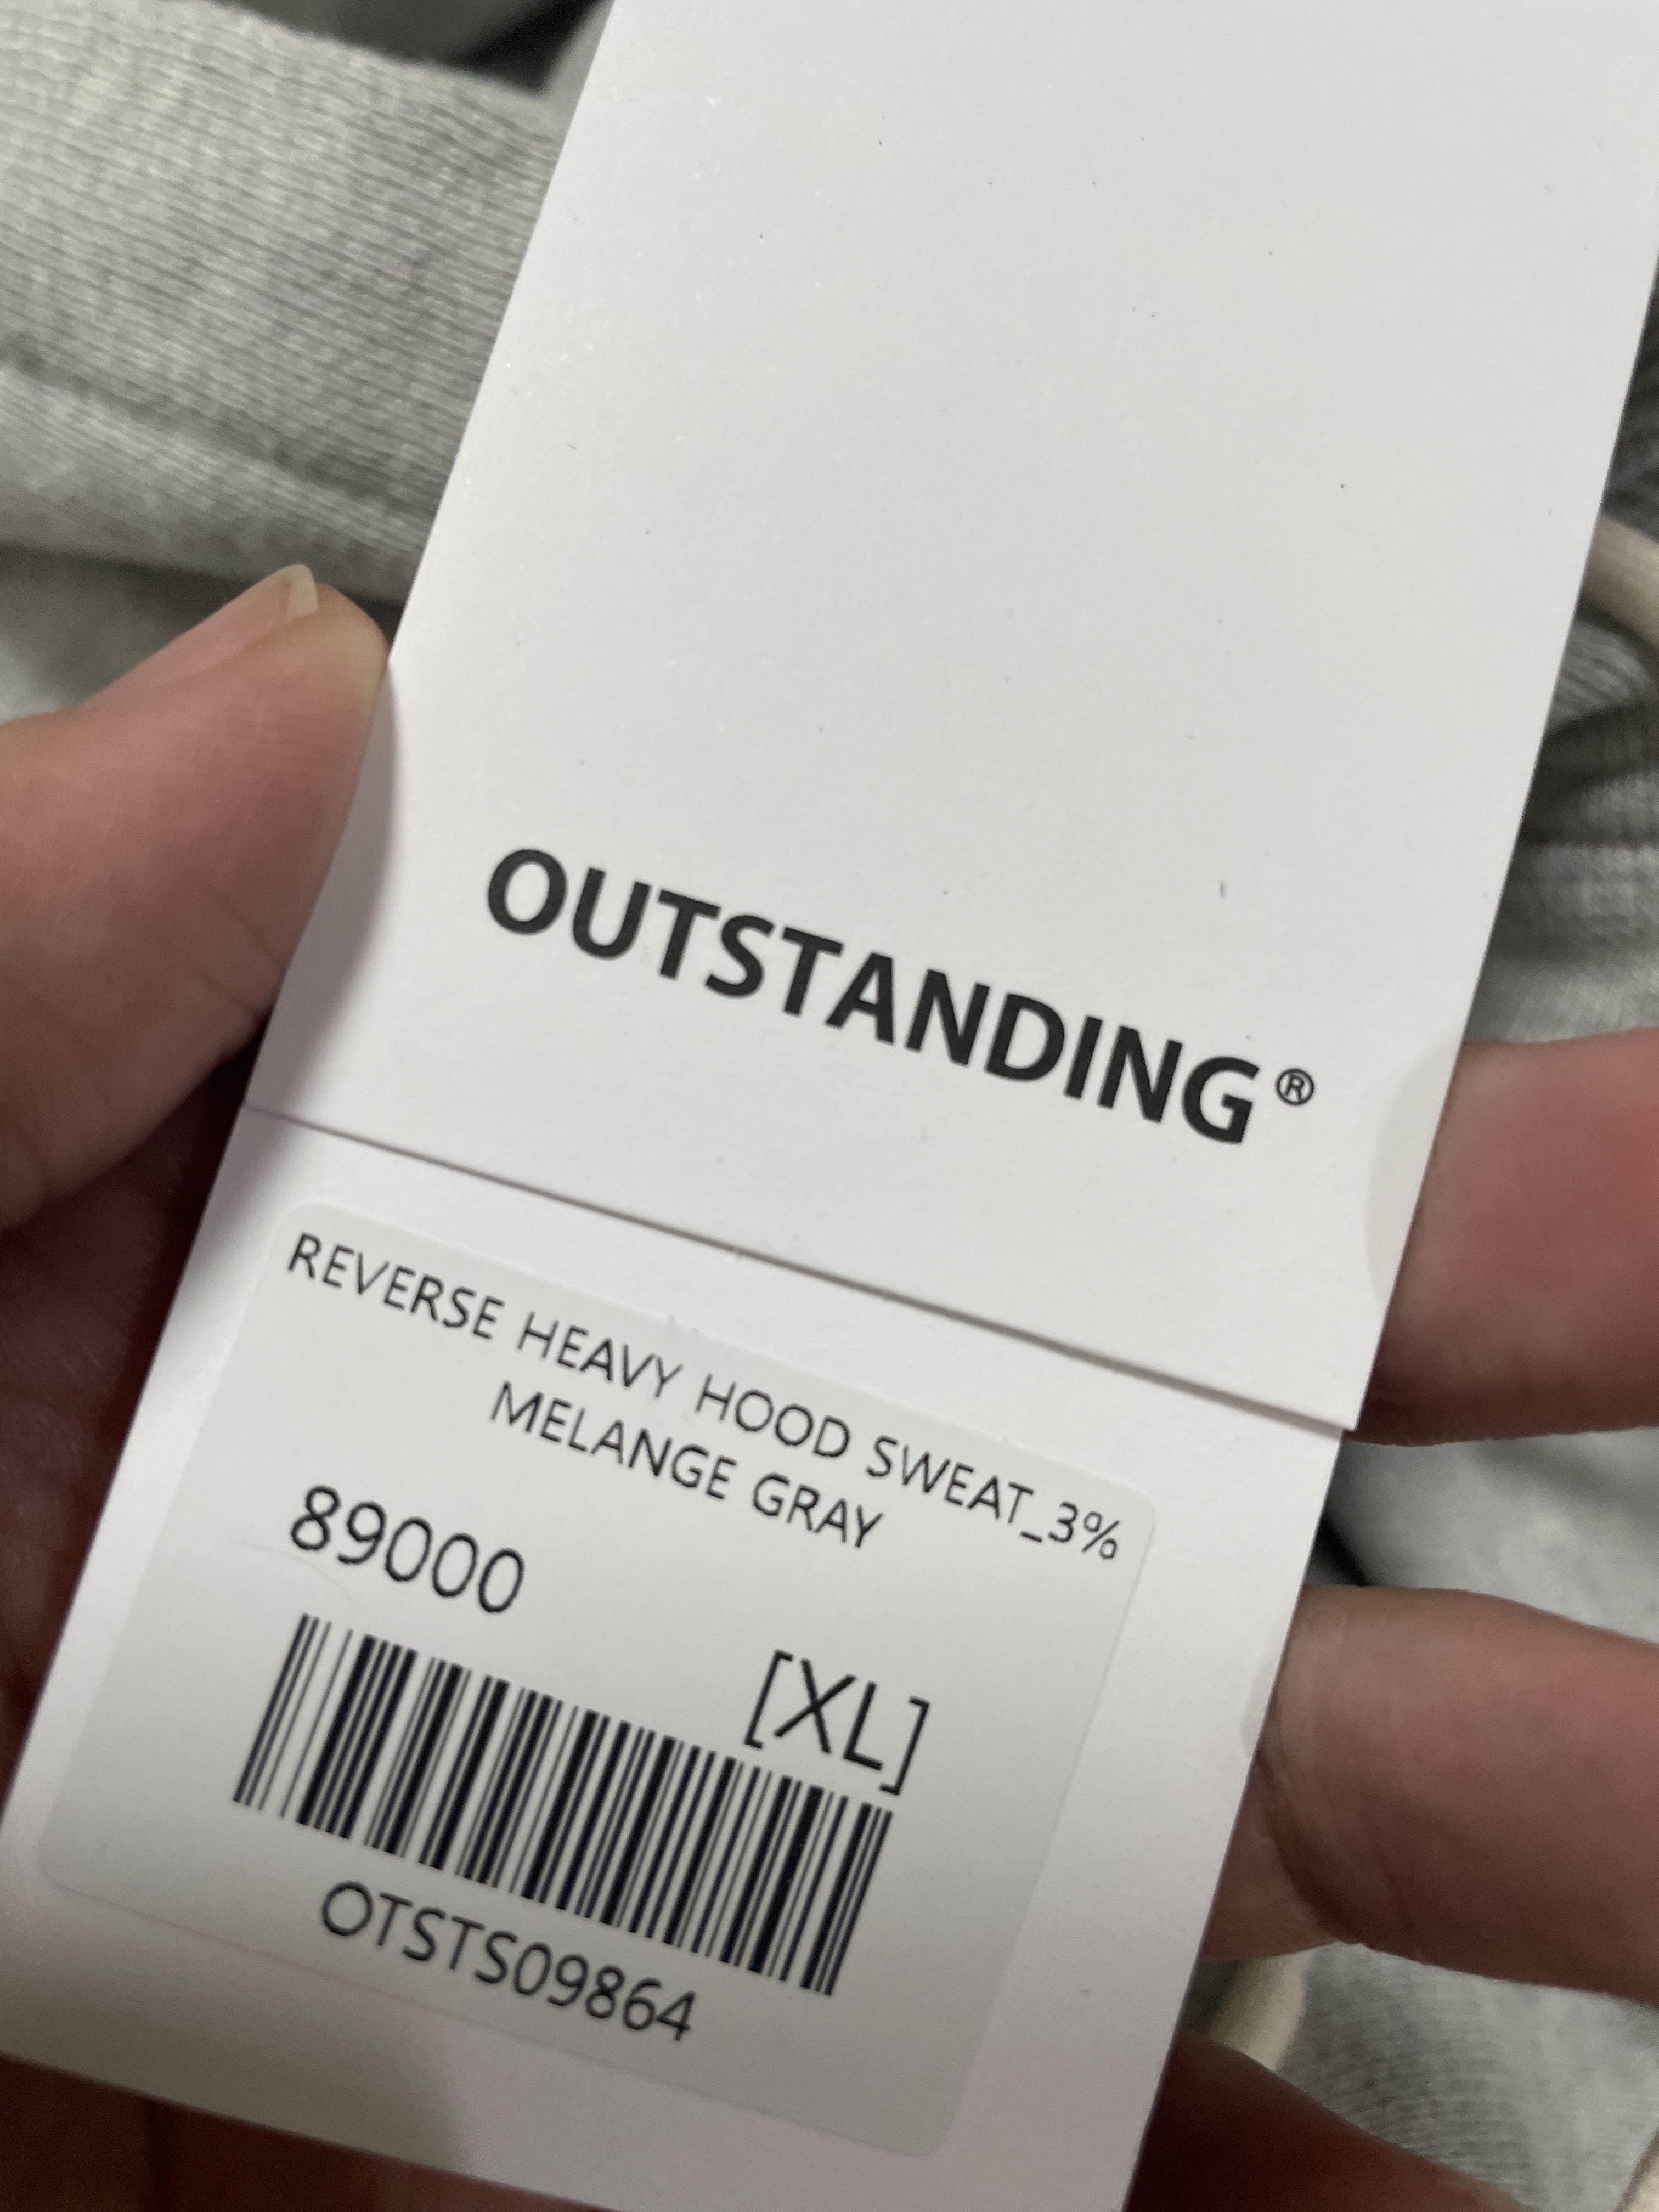 OUTSTANDING®
REVERSE HEAVY HOOD SWEAT_3%
MELANGE GRAY
89000
[XL]
OTSTS09864